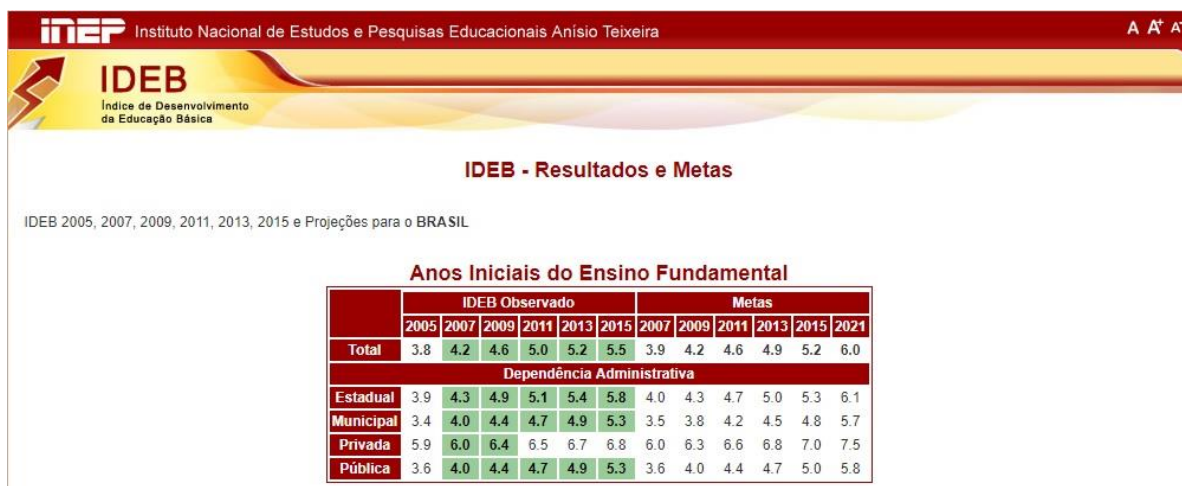 inep Instituto Nacional de Estudos e Pesquisas Educacionais Anísio Teixeira A A+ A-
IDEB
Índice de Desenvolvimento
da Educação Básica
IDEB - Resultados e Metas
IDEB 2005, 2007, 2009, 2011, 2013, 2015 e Projeções para o BRASIL
Anos Iniciais do Ensino Fundamental
IDEB Observado Metas
2005 2007 2009 2011 2013 2015 2007 2009 2011 2013 2015 2021
Total 3.8 4.2 4.6 5.0 5.2 5.5 3.9 4.2 4.6 4.9 5.2 6.0
Dependência Administrativa
Estadual 3.9 4.3 4.9 5.1 5.4 5.8 4.0 4.3 4.7 5.0 5.3 6.1
Municipal 3.4 4.0 4.4 4.7 4.9 5.3 3.5 3.8 4.2 4.5 4.8 5.7
Privada 5.9 6.0 6.4 6.5 6.7 6.8 6.0 6.3 6.6 6.8 7.0 7.5
Pública 3.6 4.0 4.4 4.7 4.9 5.3 3.6 4.0 4.4 4.7 5.0 5.8